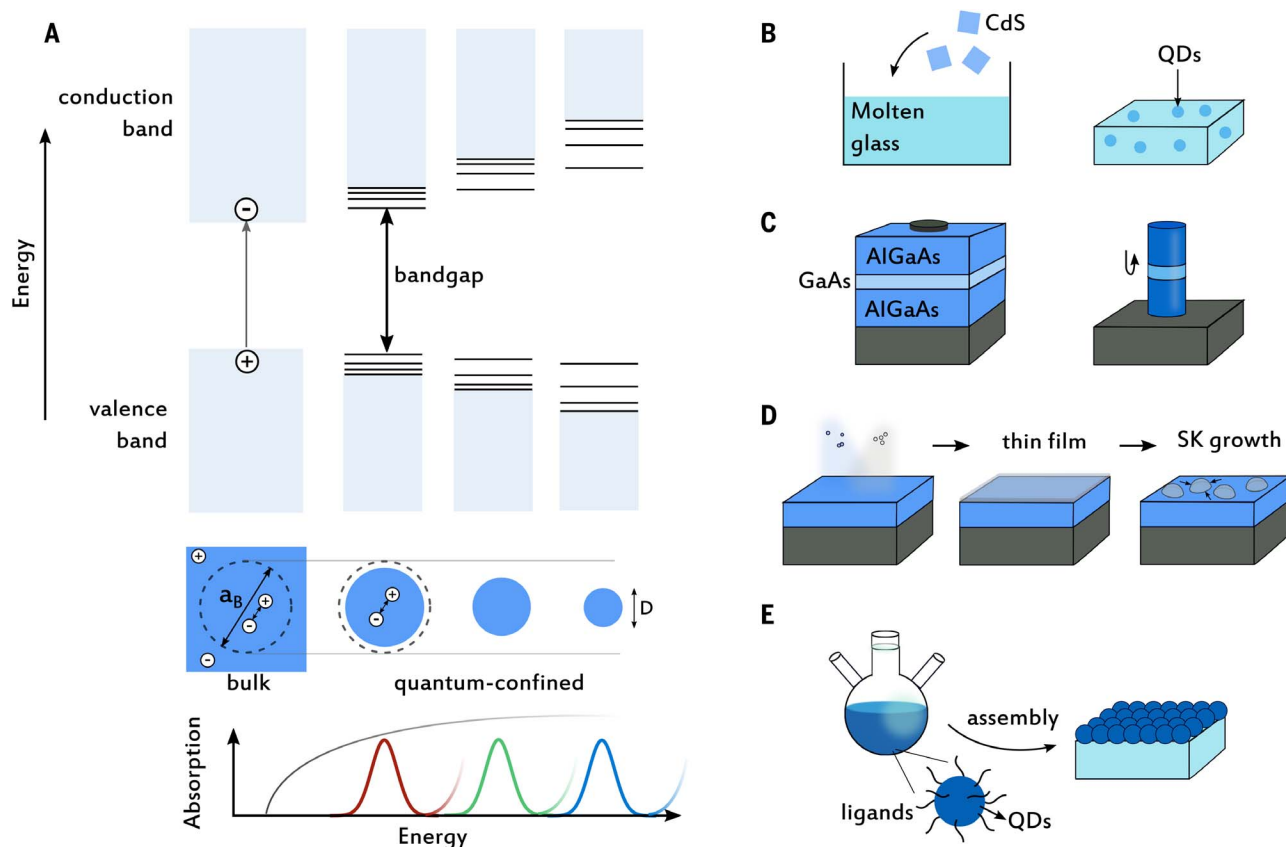 A
conduction
band
Energy
bandgap
valence
band
a_B
D
bulk
quantum-confined
Absorption
Energy
B
CdS
QDs
Molten
glass
C
AlGaAs
GaAs
AlGaAs
D
thin film
SK growth
E
assembly
ligands
QDs